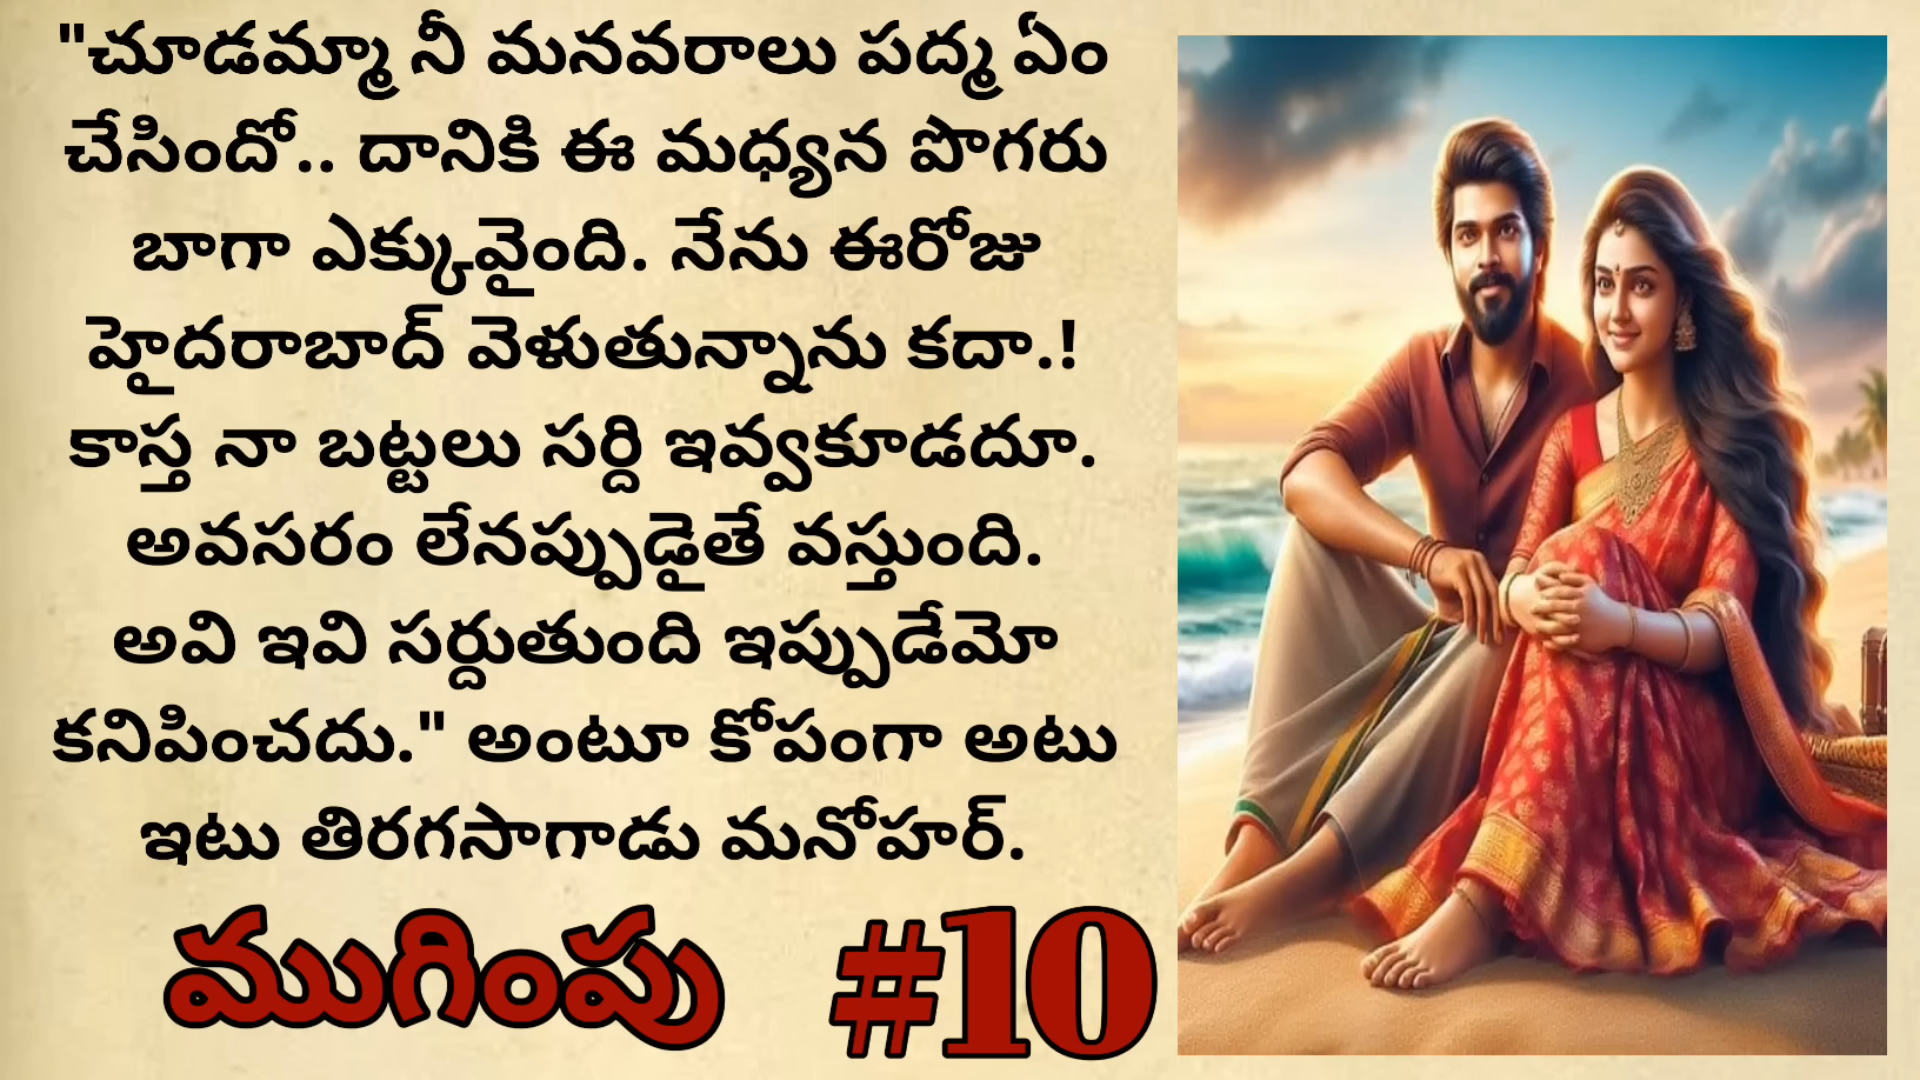 "చూడమ్మా నీ మనవరాలు పద్మ ఏం
చేసిందో.. దానికి ఈ మధ్యన పొగరు
బాగా ఎక్కువైంది. నేను ఈరోజు
హైదరాబాద్ వెళుతున్నాను కదా.!
కాస్త నా బట్టలు సర్ది ఇవ్వకూడదూ.
అవసరం లేనప్పుడైతే వస్తుంది.
అవి ఇవి సర్దుతుంది ఇప్పుడేమో
కనిపించదు." అంటూ కోపంగా అటు
ఇటు తిరగసాగాడు మనోహర్.
ముగింపు #10